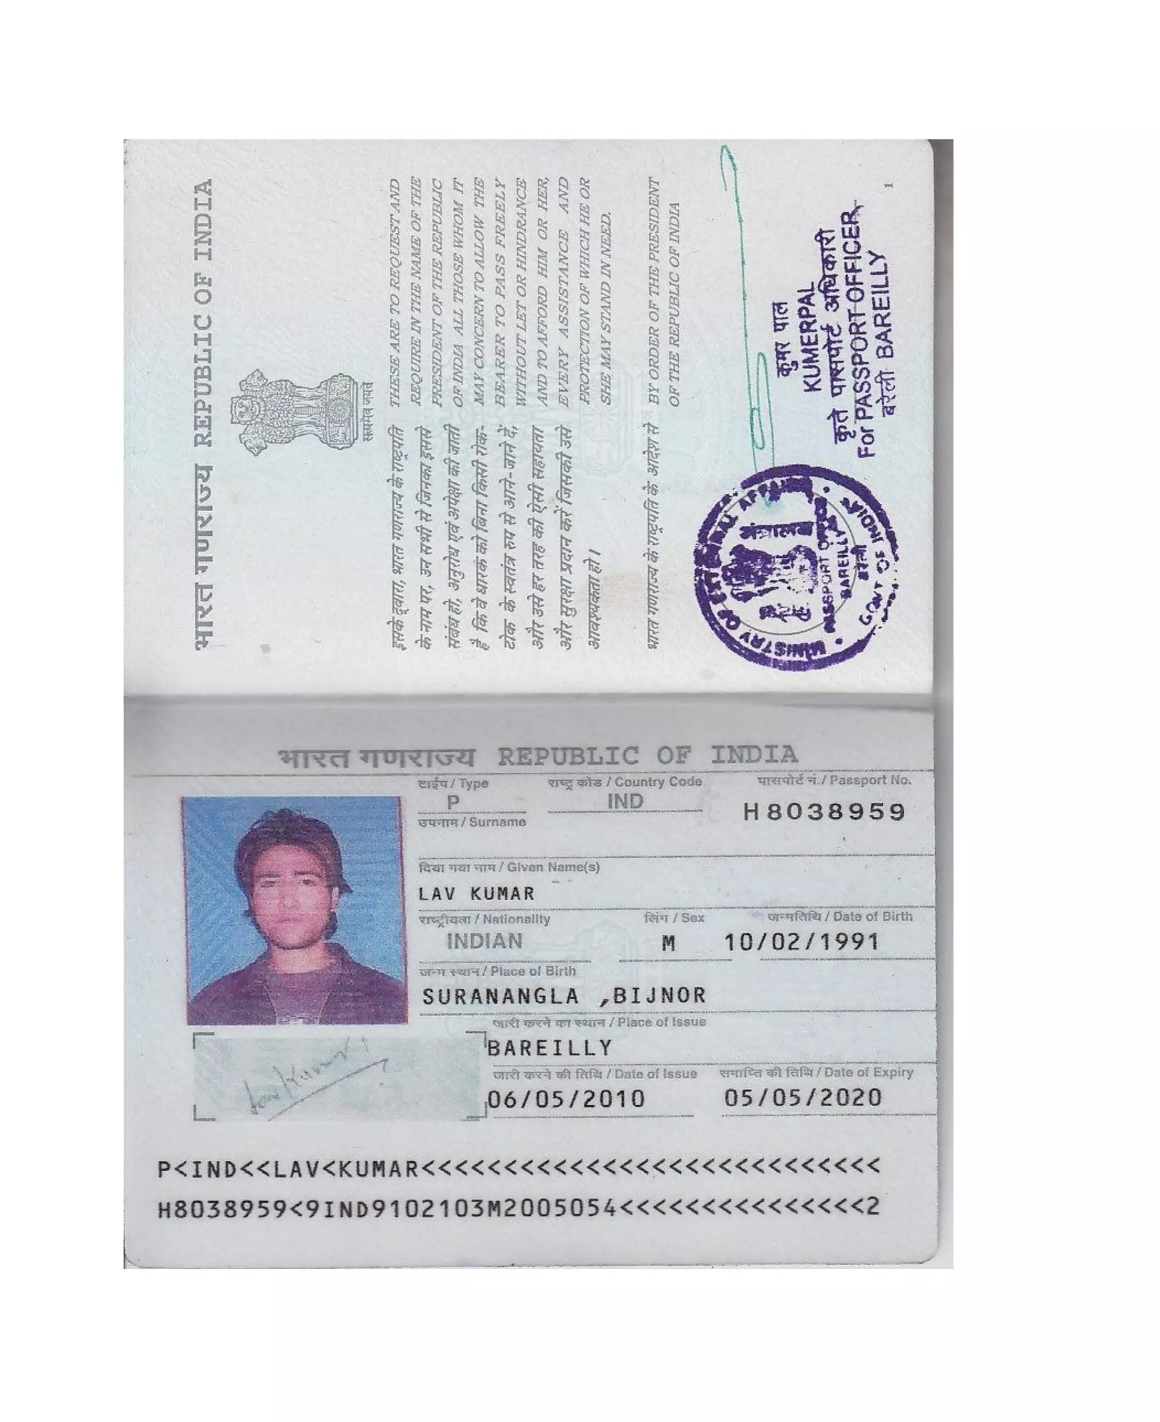 भारत गणराज्य REPUBLIC OF INDIA
सत्यमेव जयते
इसके द्वारा, भारत गणराज्य के राष्ट्रपति
के नाम पर, उन सभी से जिनका इससे
संबंध हो, अनुरोध एवं अपेक्षा की जाती
है कि वे धारक को बिना किसी रोक-
टोक के स्वतंत्र रूप से आने-जाने दें,
और उसे हर तरह की ऐसी सहायता
और सुरक्षा प्रदान करें जिसकी उसे
आवश्यकता हो।
THESE ARE TO REQUEST AND
REQUIRE IN THE NAME OF THE
PRESIDENT OF THE REPUBLIC
OF INDIA ALL THOSE WHOM IT
MAY CONCERN TO ALLOW THE
BEARER TO PASS FREELY
WITHOUT LET OR HINDRANCE
AND TO AFFORD HIM OR HER,
EVERY ASSISTANCE AND
PROTECTION OF WHICH HE OR
SHE MAY STAND IN NEED.
भारत गणराज्य के राष्ट्रपति के आदेश से
BY ORDER OF THE PRESIDENT
OF THE REPUBLIC OF INDIA
MINISTRY OF EXTERNAL AFFAIRS
मंत्रालय
PASSPORT OFFICE
BAREILLY
बरेली
GOVT OF INDIA
कुमर पाल
KUMERPAL
कृते पासपोर्ट अधिकारी
For PASSPORT OFFICER
बरेली BAREILLY
1
भारत गणराज्य REPUBLIC OF INDIA
टाईप / Type राष्ट्र कोड / Country Code पासपोर्ट नं. / Passport No.
P IND H8038959
उपनाम / Surname
दिया गया नाम / Given Name(s)
LAV KUMAR
राष्ट्रीयता / Nationality लिंग / Sex जन्मतिथि / Date of Birth
INDIAN M 10/02/1991
जन्म स्थान / Place of Birth
SURANANGLA ,BIJNOR
जारी करने का स्थान / Place of Issue
BAREILLY
जारी करने की तिथि / Date of Issue समाप्ति की तिथि / Date of Expiry
06/05/2010 05/05/2020
Lav Kumar
P<IND<<LAV<KUMAR<<<<<<<<<<<<<<<<<<<<<<<<<<<<
H8038959<9IND9102103M2005054<<<<<<<<<<<<<<<2